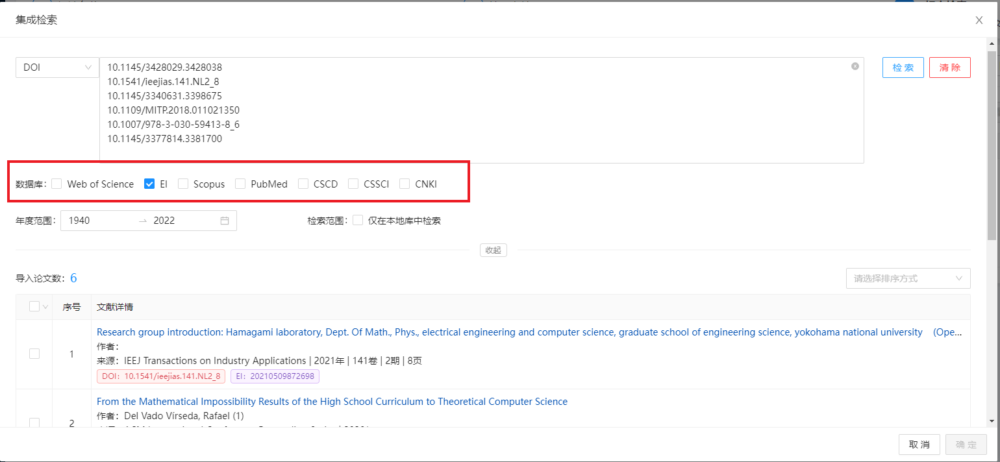 集成检索
DOI
10.1145/3428029.3428038
10.1541/ieejias.141.NL2_8
10.1145/3340631.3398675
10.1109/MITP.2018.011021350
10.1007/978-3-030-59413-8_6
10.1145/3377814.3381700
检 索
清 除
数据库： Web of Science EI Scopus PubMed CSCD CSSCI CNKI
年度范围： 1940 → 2022 检索范围： 仅在本地库中检索
收起
导入论文数： 6
请选择排序方式
序号 文献详情
1
Research group introduction: Hamagami laboratory, Dept. Of Math., Phys., electrical engineering and computer science, graduate school of engineering science, yokohama national university (Ope...
作者：
来源： IEEJ Transactions on Industry Applications | 2021年 | 141卷 | 2期 | 8页
DOI： 10.1541/ieejias.141.NL2_8 EI： 20210509872698
2
From the Mathematical Impossibility Results of the High School Curriculum to Theoretical Computer Science
作者： Del Vado Vírseda, Rafael (1)
取 消
确 定